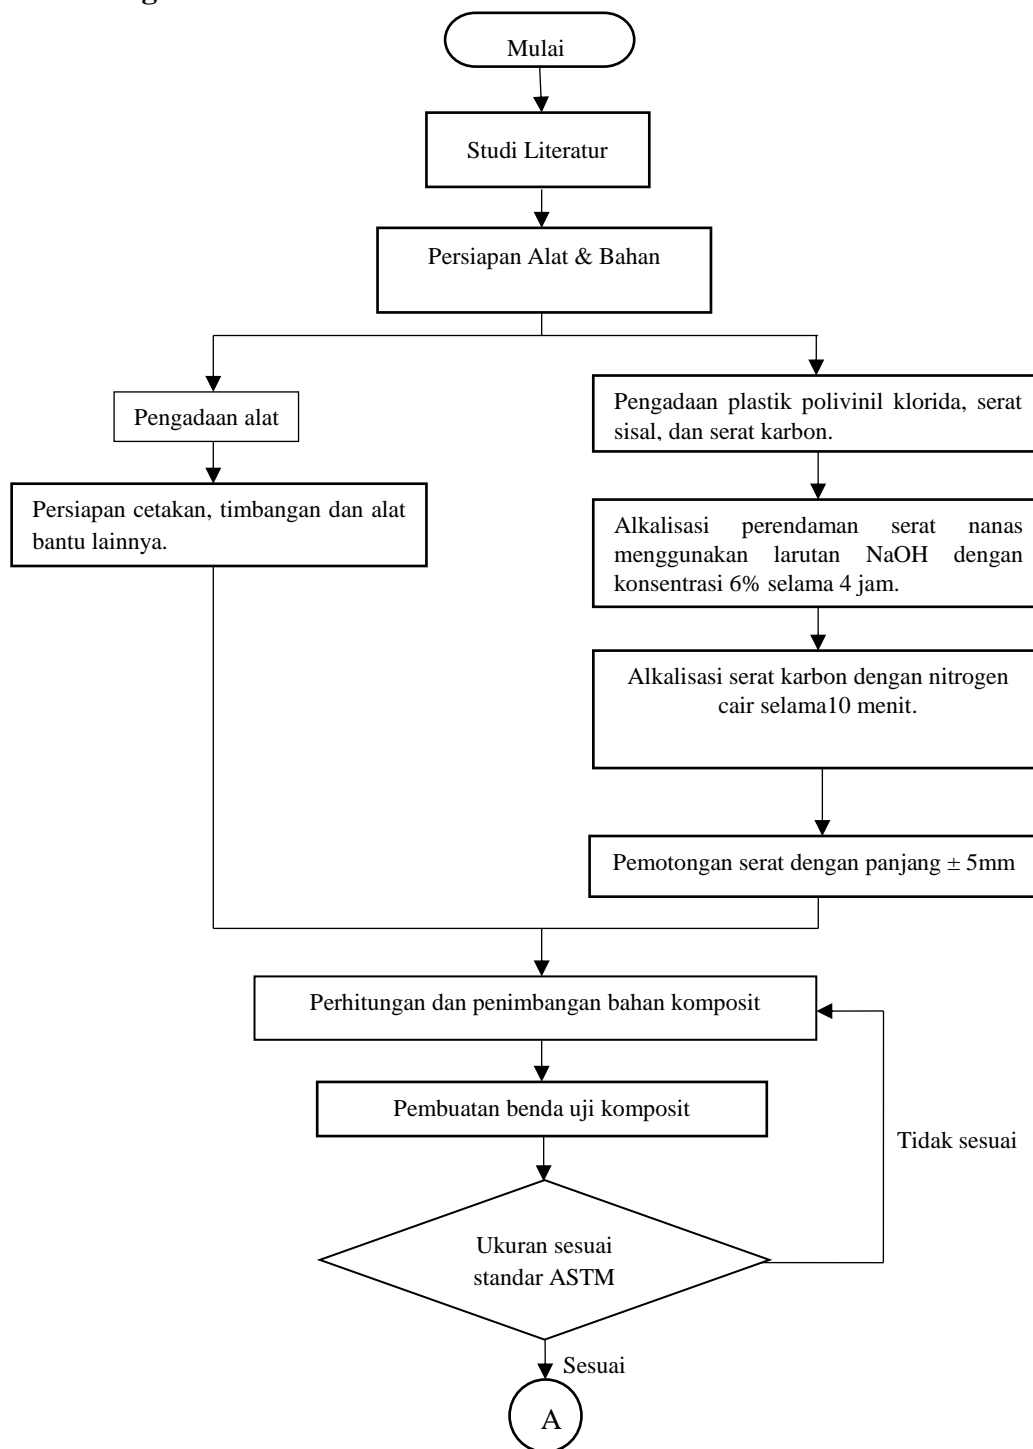 Mulai
Studi Literatur
Persiapan Alat & Bahan
Pengadaan alat
Persiapan cetakan, timbangan dan alat
bantu lainnya.
Pengadaan plastik polivinil klorida, serat
sisal, dan serat karbon.
Alkalisasi perendaman serat nanas
menggunakan larutan NaOH dengan
konsentrasi 6% selama 4 jam.
Alkalisasi serat karbon dengan nitrogen
cair selama10 menit.
Pemotongan serat dengan panjang ± 5mm
Perhitungan dan penimbangan bahan komposit
Pembuatan benda uji komposit
Tidak sesuai
Ukuran sesuai
standar ASTM
Sesuai
A